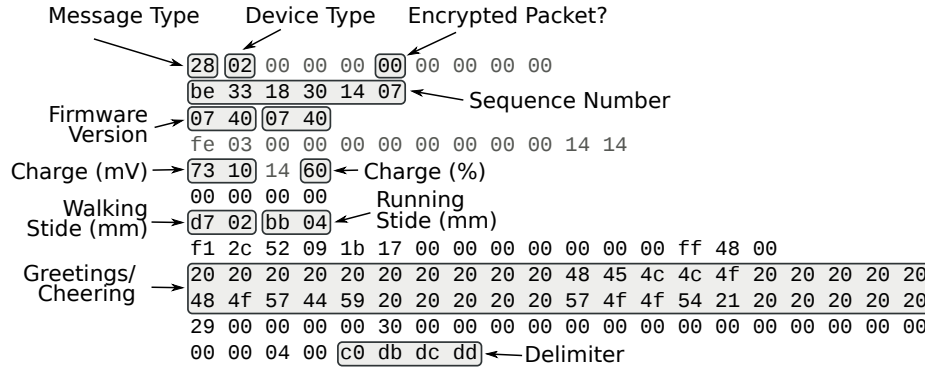 Message Type Device Type Encrypted Packet?
28 02 00 00 00 00 00 00 00 00
be 33 18 30 14 07 Sequence Number
Firmware Version 07 40 07 40
fe 03 00 00 00 00 00 00 00 00 14 14
Charge (mV) 73 10 14 60 Charge (%)
00 00 00 00
Walking Stide (mm) d7 02 bb 04 Running Stide (mm)
f1 2c 52 09 1b 17 00 00 00 00 00 00 00 ff 48 00
Greetings/ Cheering 20 20 20 20 20 20 20 20 20 20 48 45 4c 4c 4f 20 20 20 20 20
48 4f 57 44 59 20 20 20 20 20 57 4f 4f 54 21 20 20 20 20 20
29 00 00 00 00 30 00 00 00 00 00 00 00 00 00 00 00 00 00 00
00 00 04 00 c0 db dc dd Delimiter